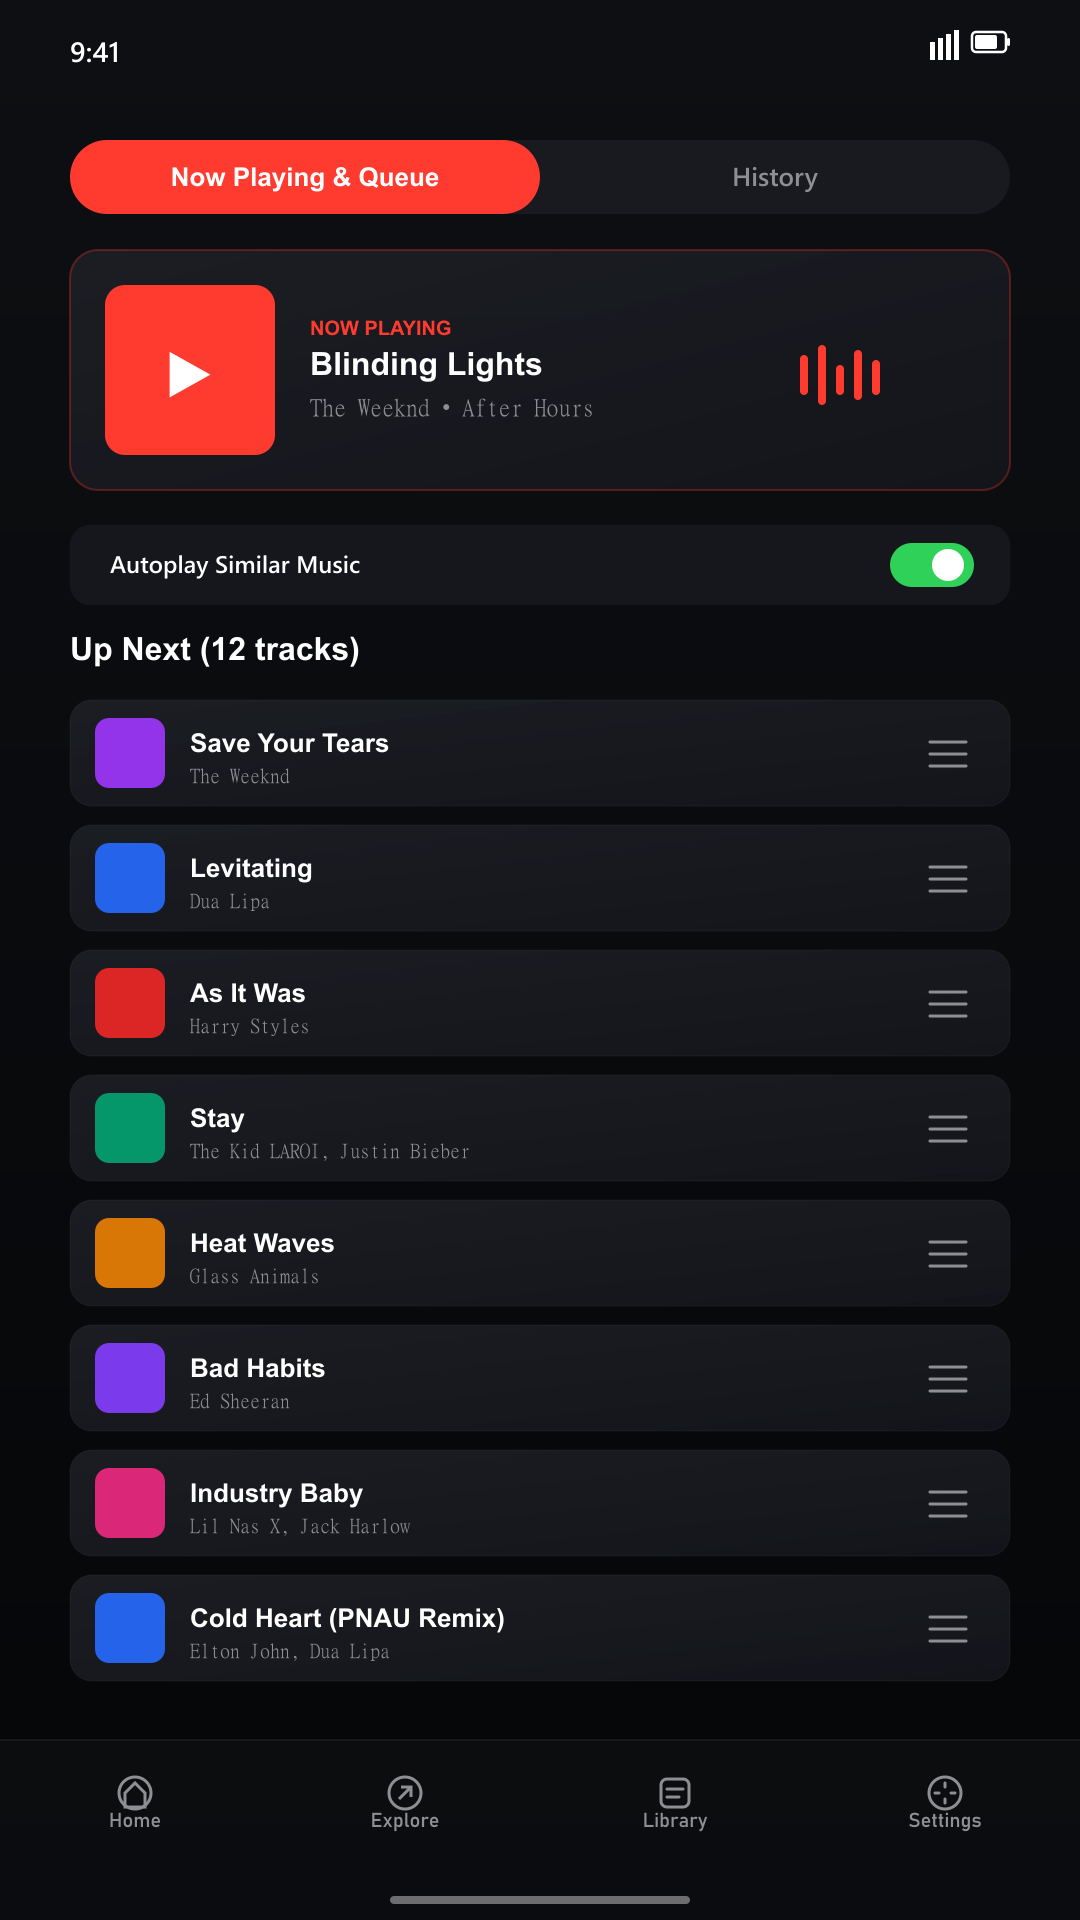 9:41
Now Playing & Queue
History
NOW PLAYING
Blinding Lights
The Weeknd • After Hours
Autoplay Similar Music
Up Next (12 tracks)
Save Your Tears
The Weeknd
Levitating
Dua Lipa
As It Was
Harry Styles
Stay
The Kid LAROI, Justin Bieber
Heat Waves
Glass Animals
Bad Habits
Ed Sheeran
Industry Baby
Lil Nas X, Jack Harlow
Cold Heart (PNAU Remix)
Elton John, Dua Lipa
Home
Explore
Library
Settings